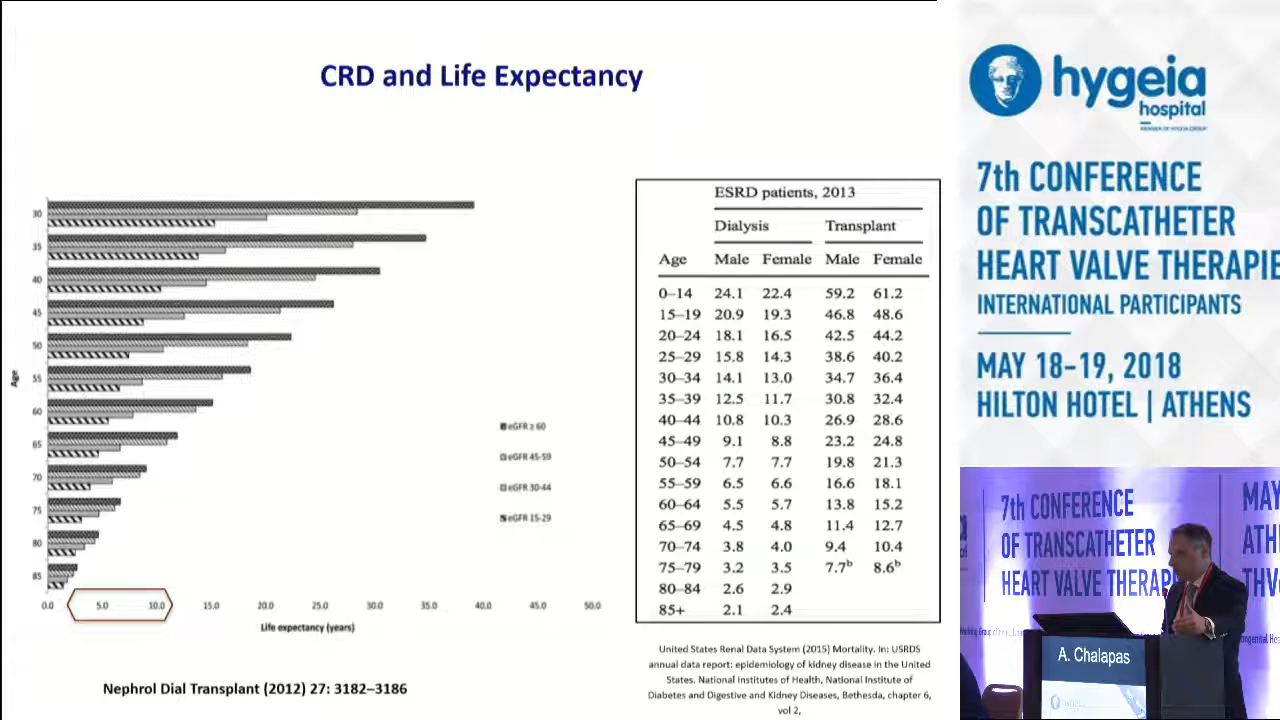 CRD and Life Expectancy
Age
30
35
40
45
50
55
60
65
70
75
80
85
0.0 5.0 10.0 15.0 20.0 25.0 30.0 35.0 40.0 45.0 50.0
Life expectancy (years)
eGFR ≥ 60
eGFR 45-59
eGFR 30-44
eGFR 15-29
Nephrol Dial Transplant (2012) 27: 3182–3186
ESRD patients, 2013
Dialysis Transplant
Age Male Female Male Female
0–14 24.1 22.4 59.2 61.2
15–19 20.9 19.3 46.8 48.6
20–24 18.1 16.5 42.5 44.2
25–29 15.8 14.3 38.6 40.2
30–34 14.1 13.0 34.7 36.4
35–39 12.5 11.7 30.8 32.4
40–44 10.8 10.3 26.9 28.6
45–49 9.1 8.8 23.2 24.8
50–54 7.7 7.7 19.8 21.3
55–59 6.5 6.6 16.6 18.1
60–64 5.5 5.7 13.8 15.2
65–69 4.5 4.8 11.4 12.7
70–74 3.8 4.0 9.4 10.4
75–79 3.2 3.5 7.7b 8.6b
80–84 2.6 2.9
85+ 2.1 2.4
United States Renal Data System (2015) Mortality. In: USRDS
annual data report: epidemiology of kidney disease in the United
States. National Institutes of Health, National Institute of
Diabetes and Digestive and Kidney Diseases, Bethesda, chapter 6,
vol 2,
hygeia
hospital
MEMBER OF HYGEIA GROUP
7th CONFERENCE
OF TRANSCATHETER
HEART VALVE THERAPIE
INTERNATIONAL PARTICIPANTS
MAY 18-19, 2018
HILTON HOTEL | ATHENS
7th CONFERENCE
OF TRANSCATHETER
HEART VALVE THERAP
MAY
ATH
THV
A. Chalapas
hygeia